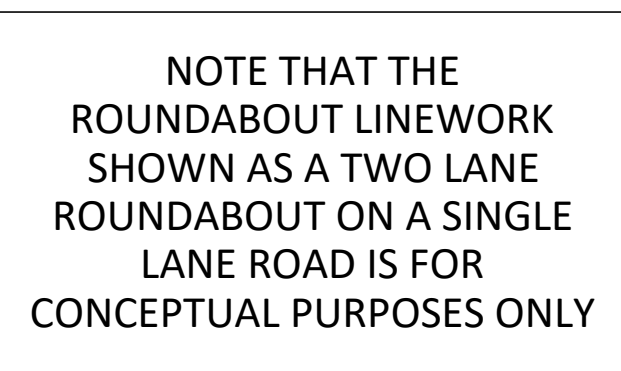 NOTE THAT THE
ROUNDABOUT LINEWORK
SHOWN AS A TWO LANE
ROUNDABOUT ON A SINGLE
LANE ROAD IS FOR
CONCEPTUAL PURPOSES ONLY